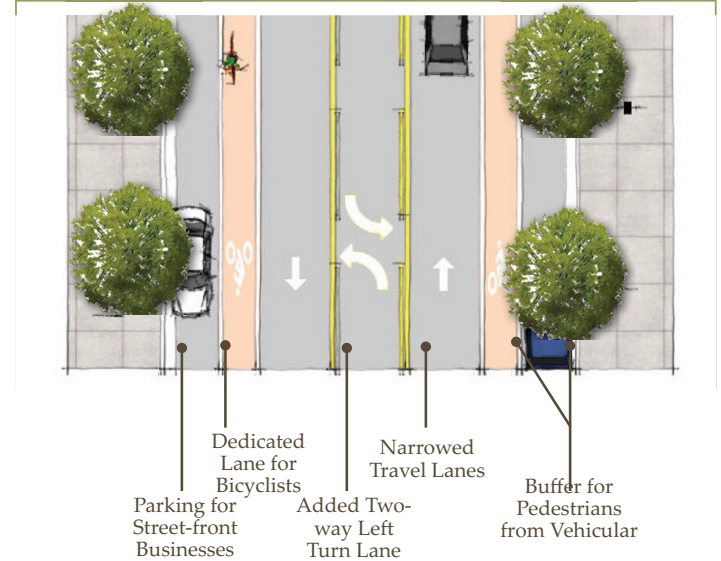 Dedicated
Lane for
Bicyclists
Narrowed
Travel Lanes
Parking for
Street-front
Businesses
Added Two-
way Left
Turn Lane
Buffer for
Pedestrians
from Vehicular